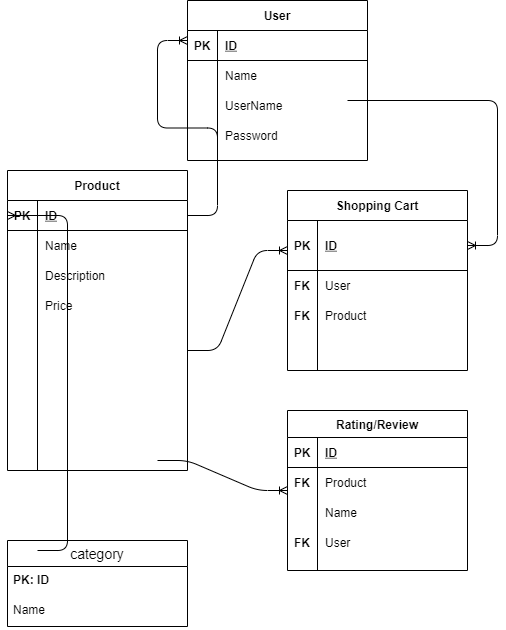 User
PK ID
Name
UserName
Password
Product
PK ID
Name
Description
Price
Shopping Cart
PK ID
FK User
FK Product
Rating/Review
PK ID
FK Product
Name
FK User
category
PK: ID
Name